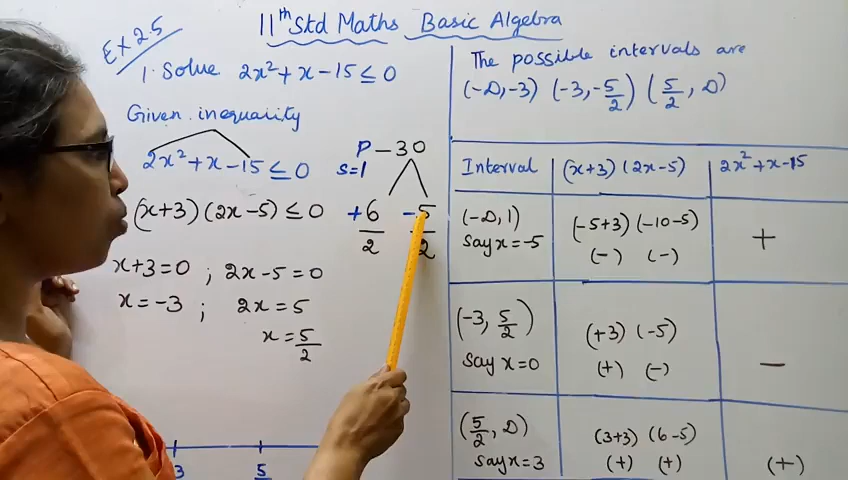 11th Std Maths Basic Algebra
Ex 2.5
1. Solve 2x² + x - 15 ≤ 0
Given inequality
2x² + x - 15 ≤ 0
(x+3) (2x-5) ≤ 0
x+3=0 ; 2x-5=0
x=-3 ; 2x=5
x=5/2
P -30
S=1
+6/2 -5/2
3 5
The possible intervals are
(-∞,-3) (-3,-5/2) (5/2, ∞)
Interval (x+3) (2x-5) 2x²+x-15
(-∞,1) (-5+3) (-10-5) +
Say x=-5 (-) (-)
(-3, 5/2) (+3) (-5) -
Say x=0 (+) (-)
(5/2, ∞) (3+3) (6-5)
Say x=3 (+) (+) (+)